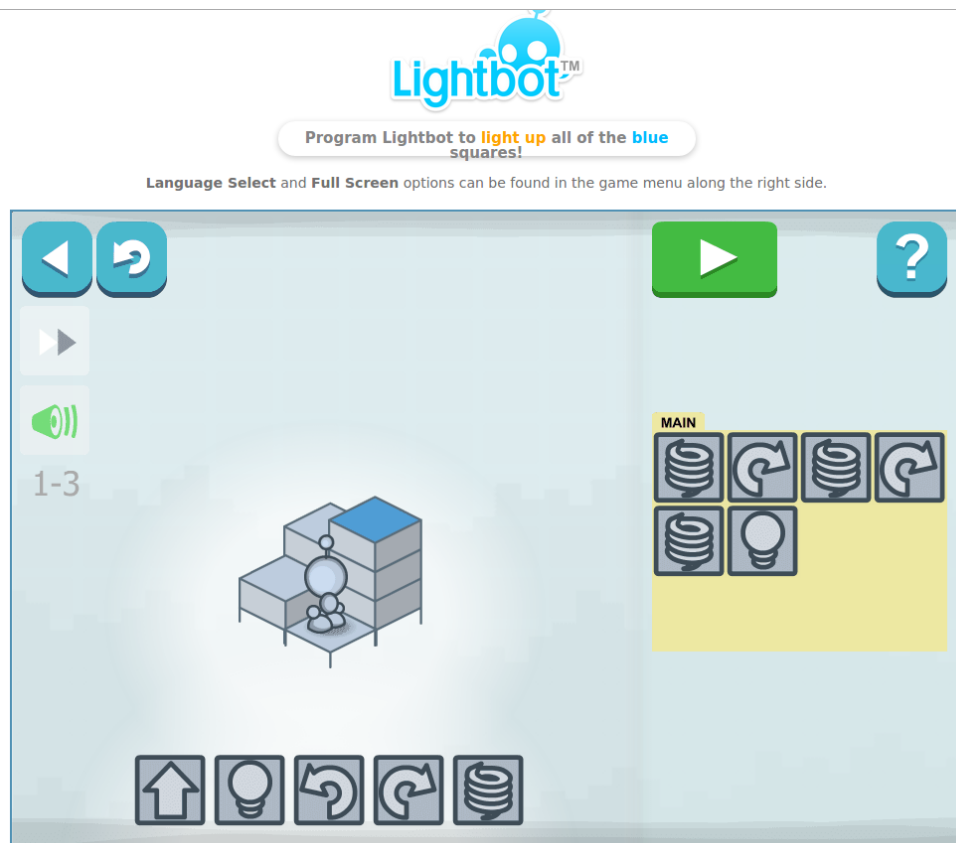 Lightbot™
Program Lightbot to light up all of the blue
squares!
Language Select and Full Screen options can be found in the game menu along the right side.
?
MAIN
1-3